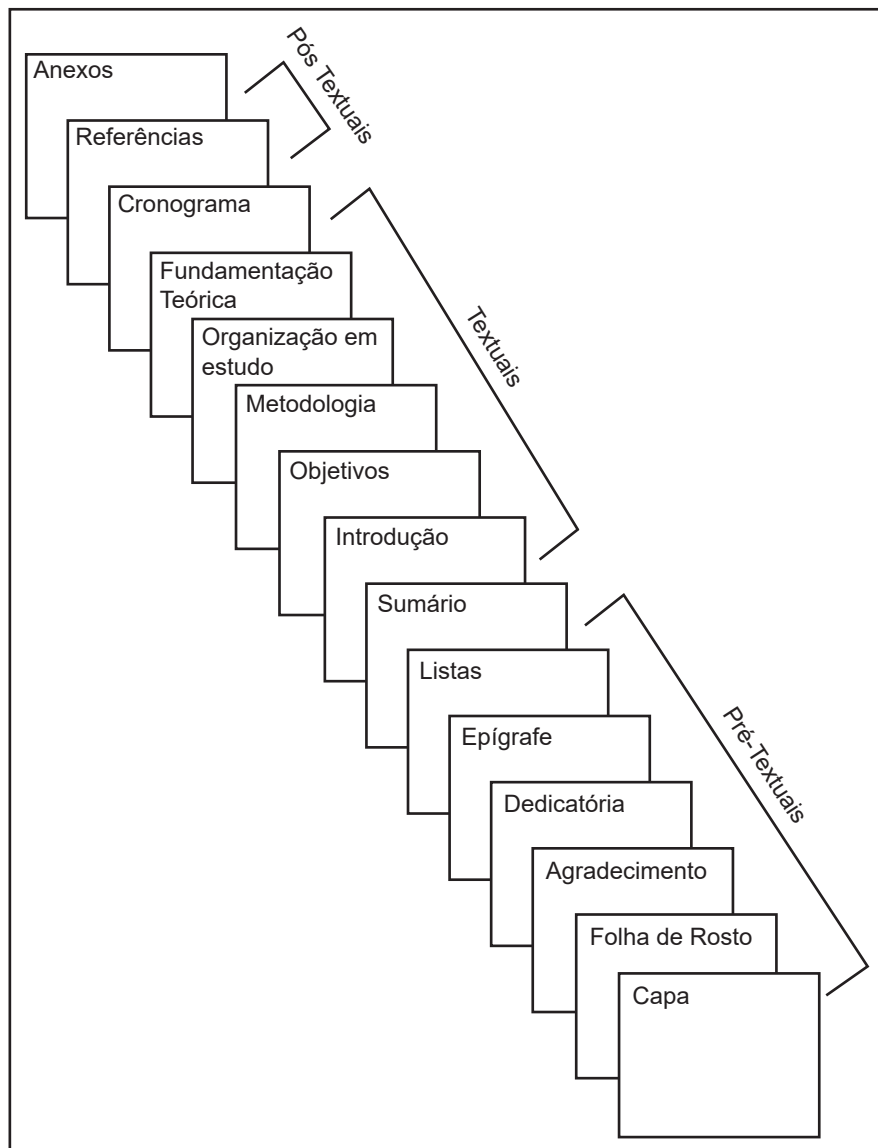 Anexos
Pós Textuais
Referências
Cronograma
Fundamentação
Teórica
Textuais
Organização em
estudo
Metodologia
Objetivos
Introdução
Sumário
Listas
Epígrafe
Pré-Textuais
Dedicatória
Agradecimento
Folha de Rosto
Capa